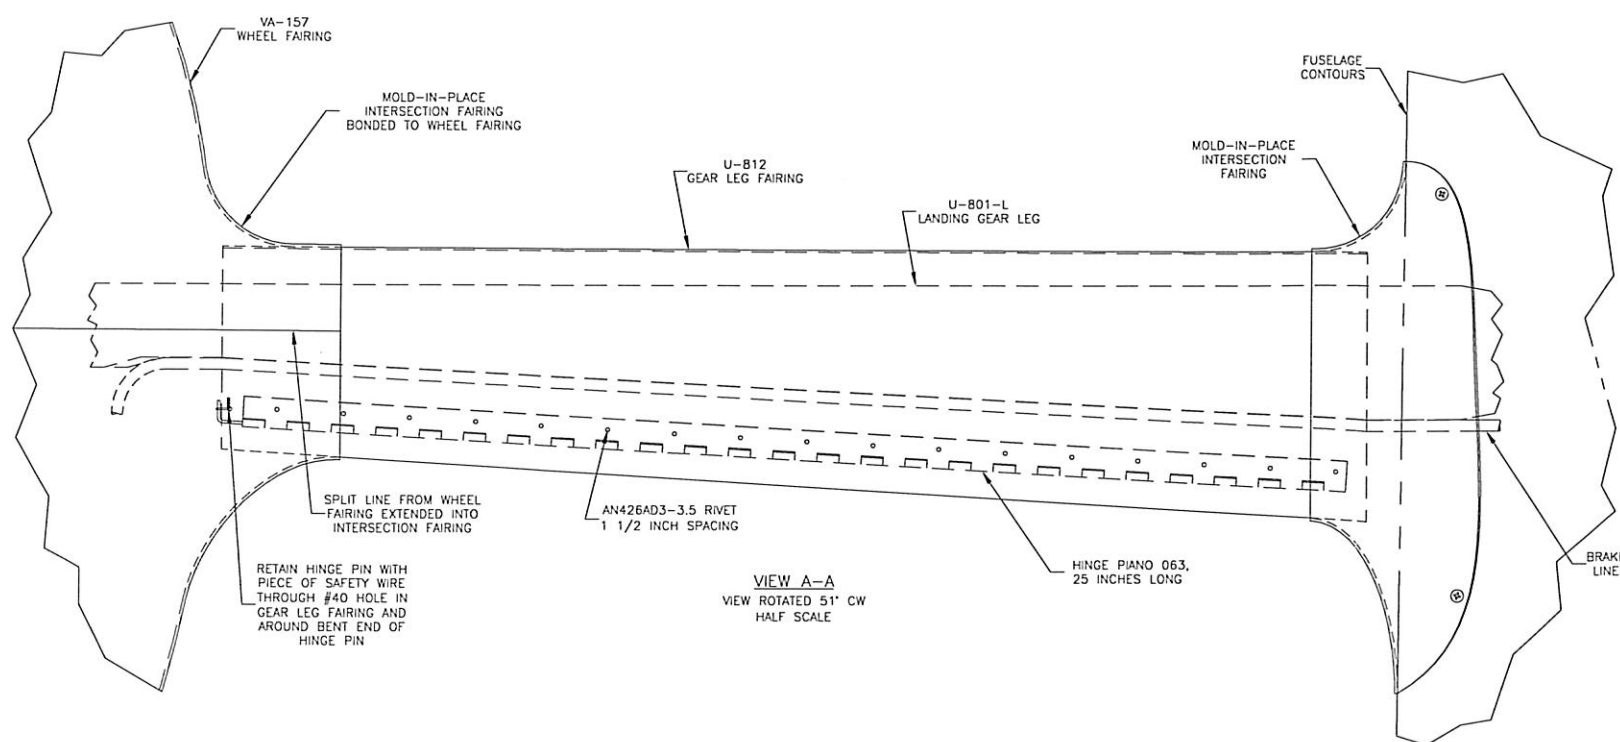 VA-157
WHEEL FAIRING
MOLD-IN-PLACE
INTERSECTION FAIRING
BONDED TO WHEEL FAIRING
U-812
GEAR LEG FAIRING
U-801-L
LANDING GEAR LEG
FUSELAGE
CONTOURS
MOLD-IN-PLACE
INTERSECTION
FAIRING
SPLIT LINE FROM WHEEL
FAIRING EXTENDED INTO
INTERSECTION FAIRING
AN426AD3-3.5 RIVET
1 1/2 INCH SPACING
RETAIN HINGE PIN WITH
PIECE OF SAFETY WIRE
THROUGH #40 HOLE IN
GEAR LEG FAIRING AND
AROUND BENT END OF
HINGE PIN
VIEW A-A
VIEW ROTATED 51° CW
HALF SCALE
HINGE PIANO 063,
25 INCHES LONG
BRAK
LINE